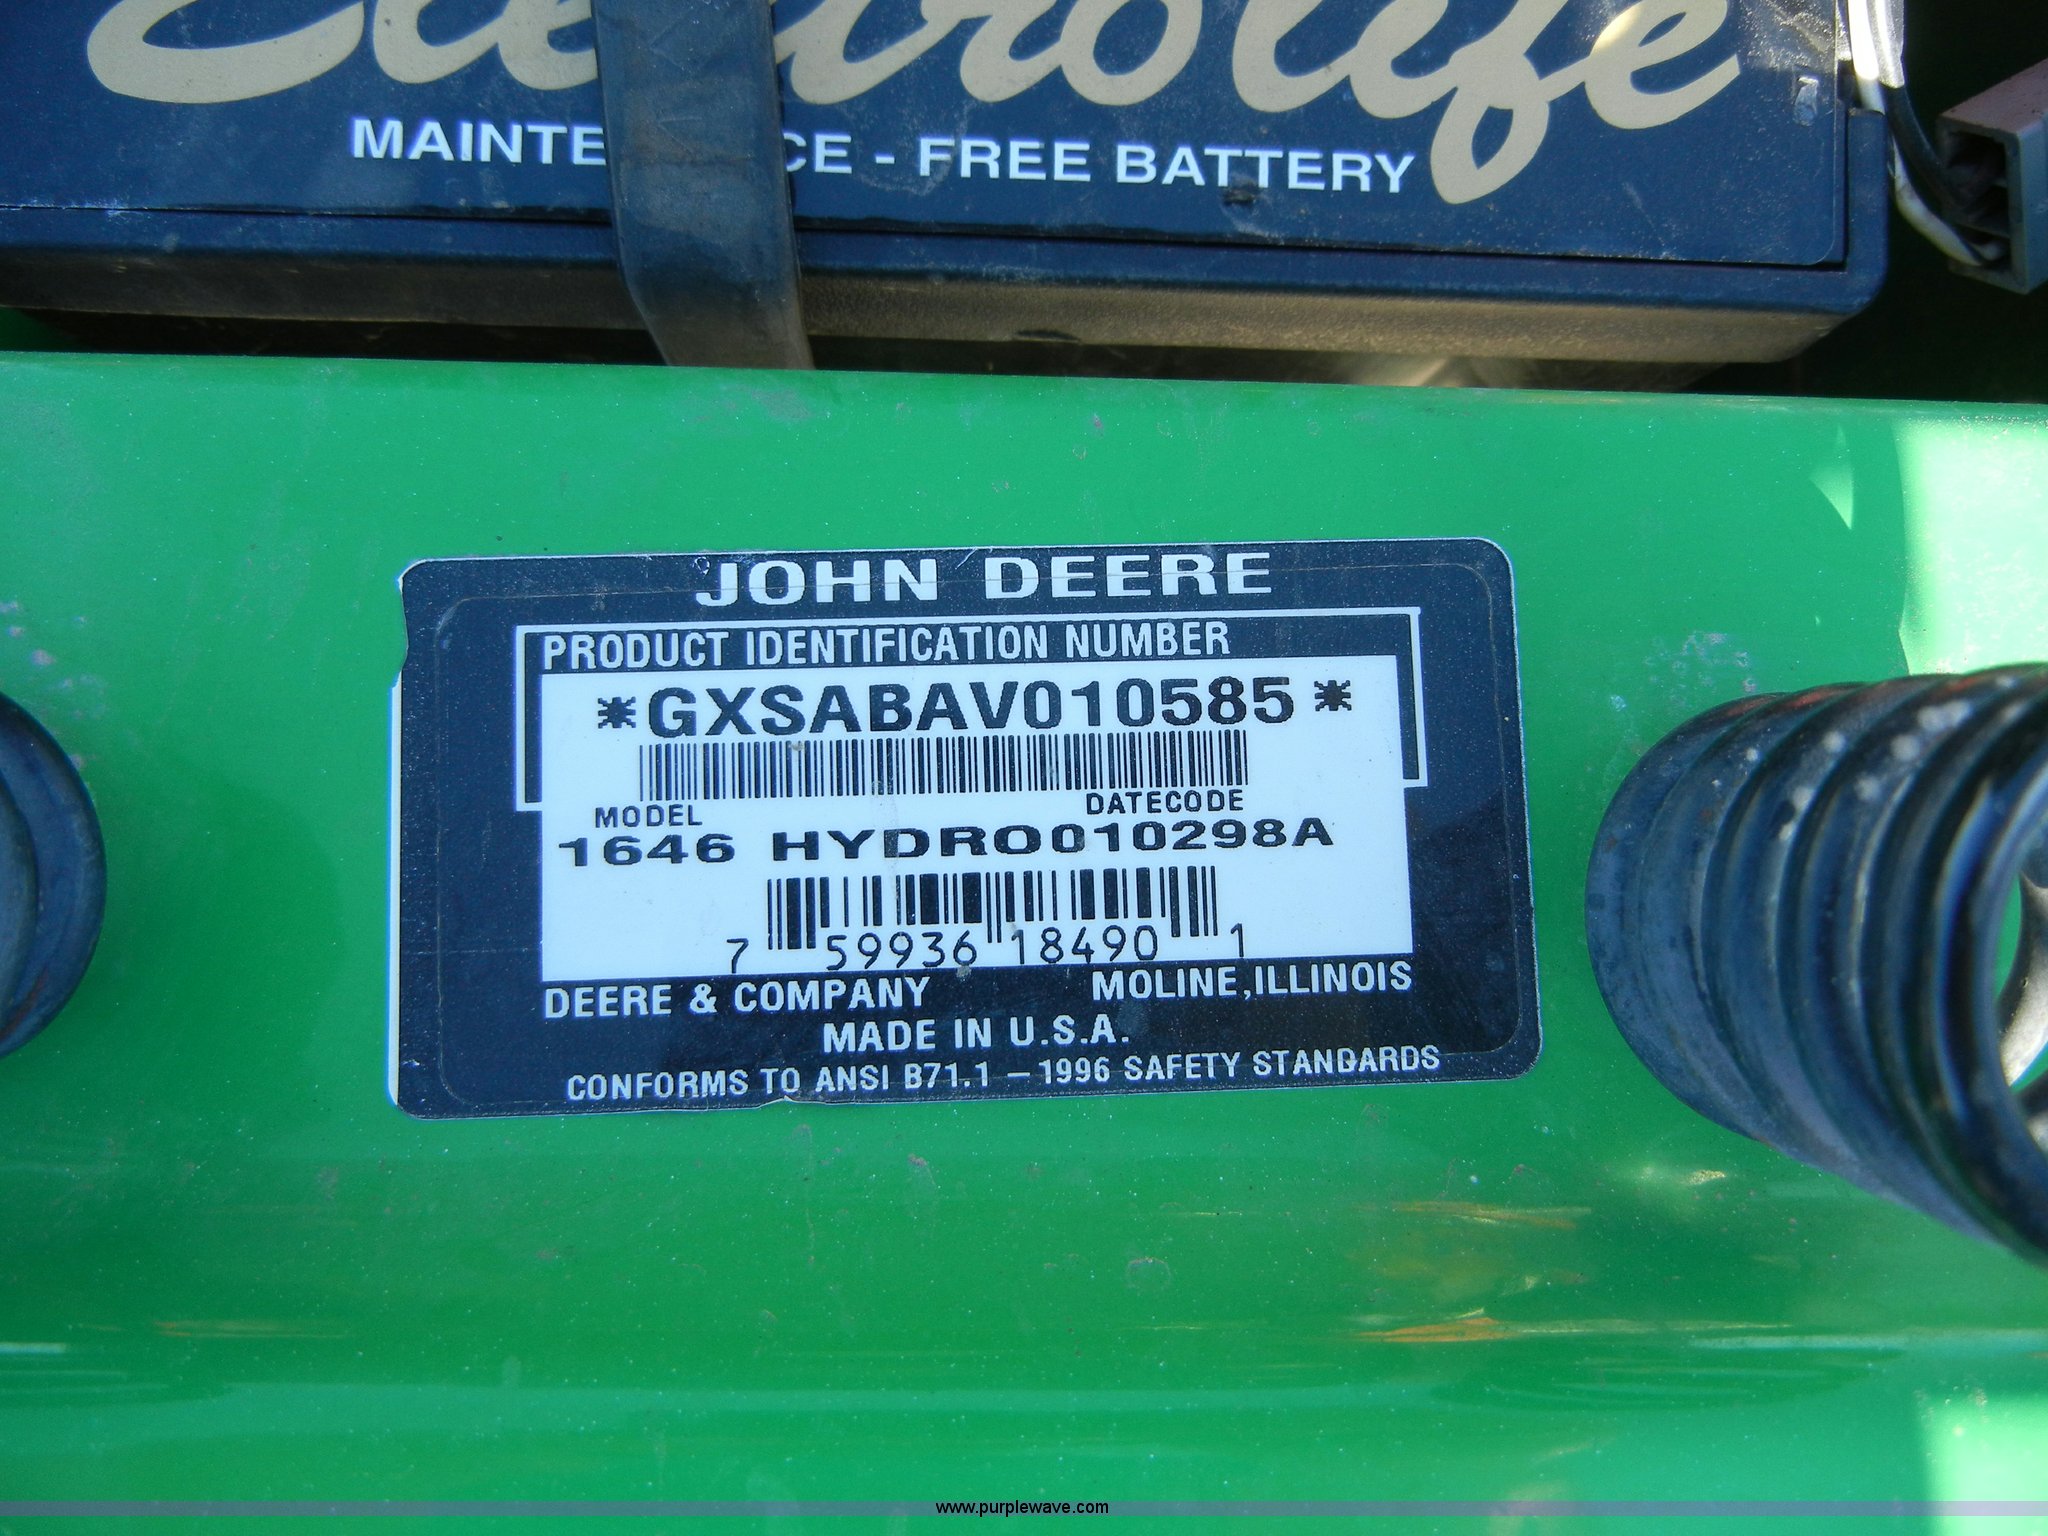 Electrolife
MAINTE CE - FREE BATTERY
JOHN DEERE
PRODUCT IDENTIFICATION NUMBER
*GXSABAV010585*
MODEL DATECODE
1646 HYDRO010298A
7 59936 18490 1
DEERE & COMPANY MOLINE,ILLINOIS
MADE IN U.S.A.
CONFORMS TO ANSI B71.1 – 1996 SAFETY STANDARDS
www.purplewave.com